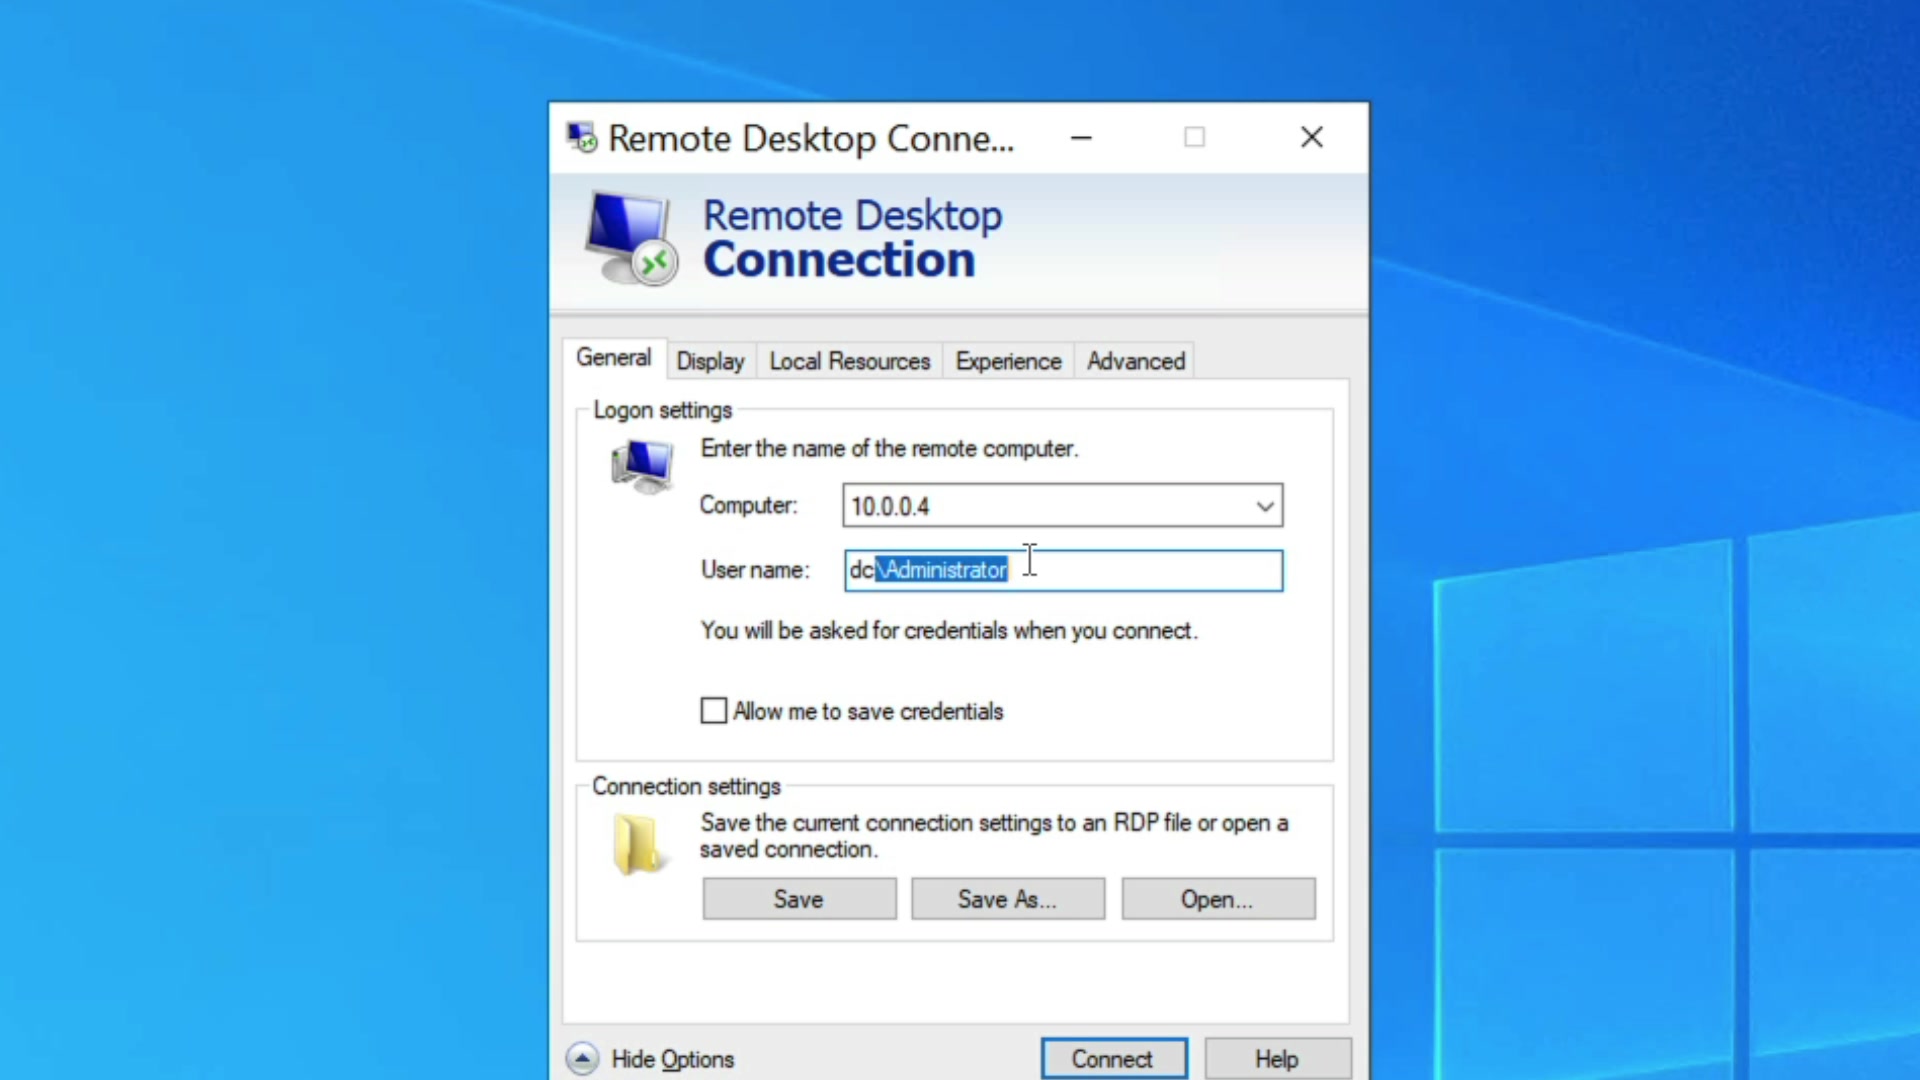 Remote Desktop Conne...
Remote Desktop
Connection
General Display Local Resources Experience Advanced
Logon settings
Enter the name of the remote computer.
Computer: 10.0.0.4
User name: dc\Administrator
You will be asked for credentials when you connect.
Allow me to save credentials
Connection settings
Save the current connection settings to an RDP file or open a
saved connection.
Save Save As... Open...
Hide Options Connect Help